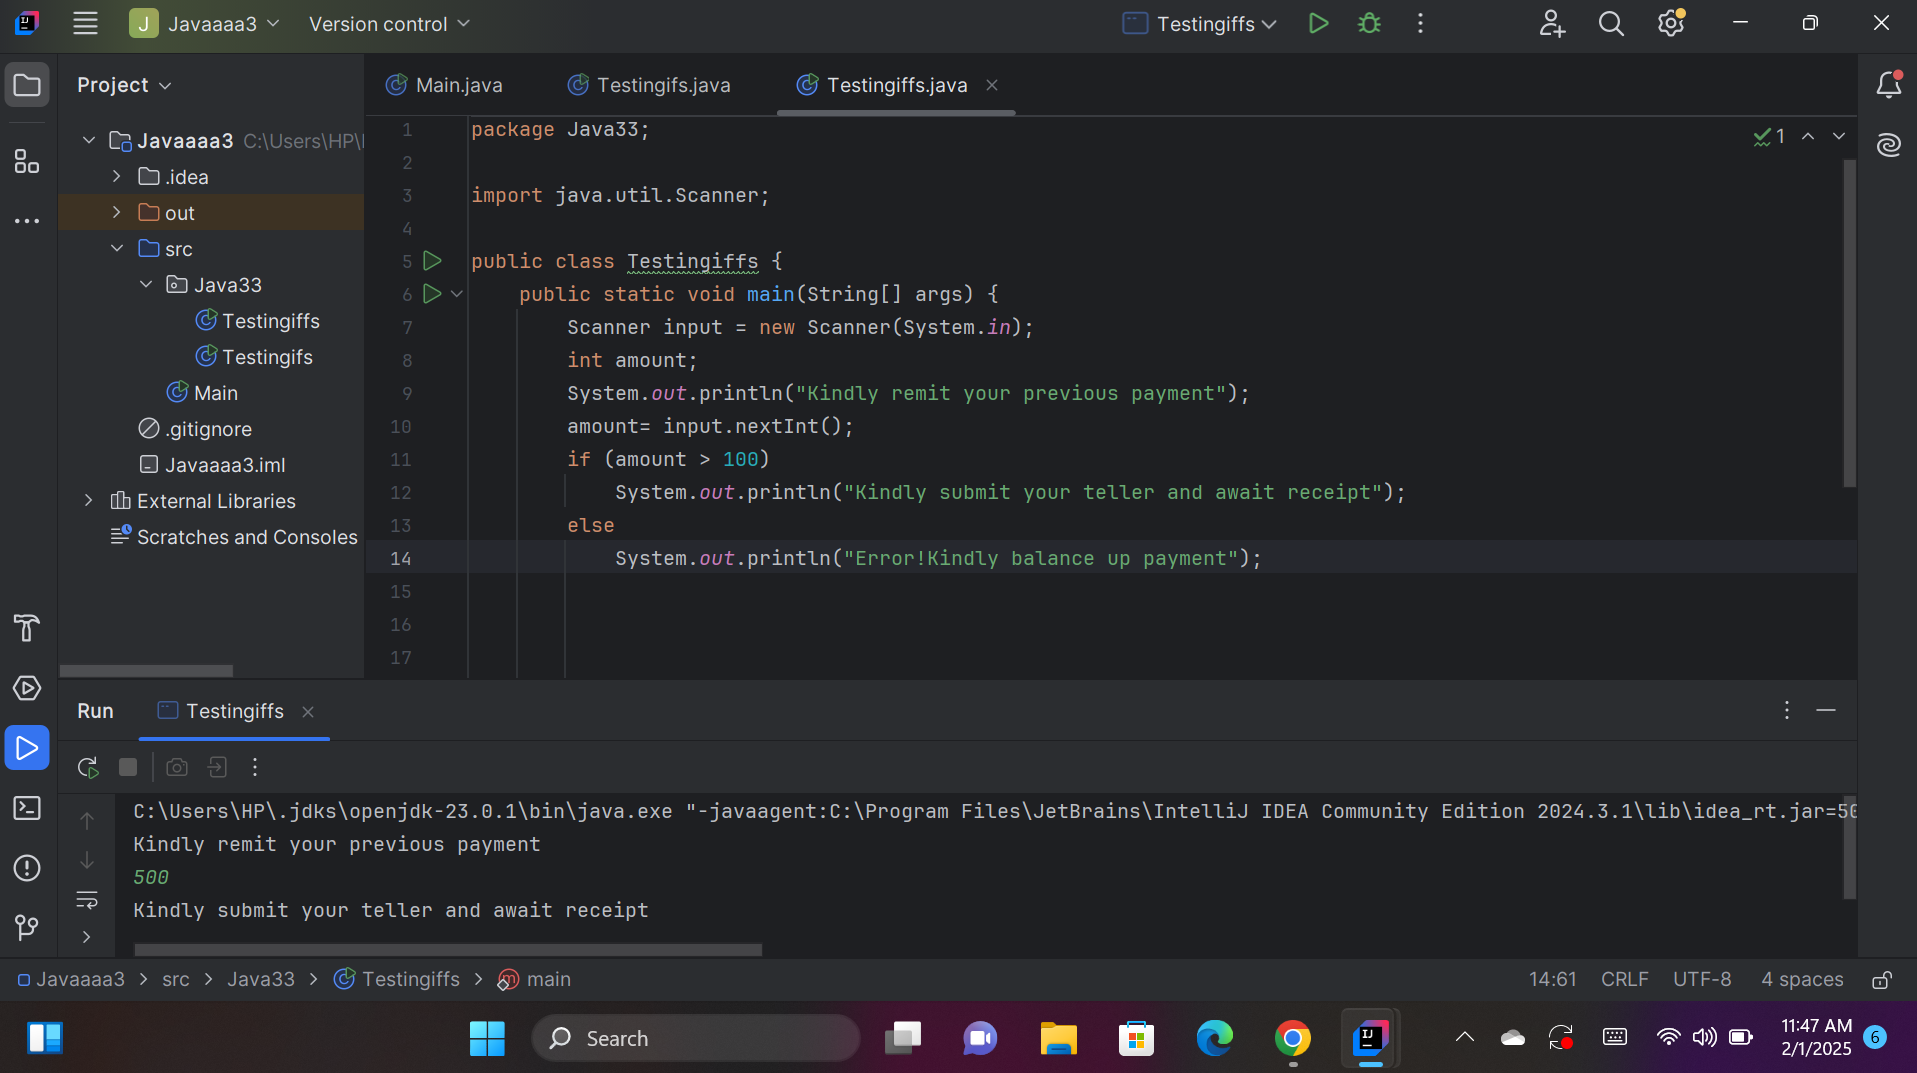 J Javaaaa3 Version control Testingiffs
Project
Main.java Testingifs.java Testingiffs.java
Javaaaa3 C:\Users\HP\
.idea
out
src
Java33
Testingiffs
Testingifs
Main
.gitignore
Javaaaa3.iml
External Libraries
Scratches and Consoles
1 package Java33;
2
3 import java.util.Scanner;
4
5 public class Testingiffs {
6 public static void main(String[] args) {
7 Scanner input = new Scanner(System.in);
8 int amount;
9 System.out.println("Kindly remit your previous payment");
10 amount= input.nextInt();
11 if (amount > 100)
12 System.out.println("Kindly submit your teller and await receipt");
13 else
14 System.out.println("Error!Kindly balance up payment");
15
16
17
1
Run Testingiffs
C:\Users\HP\.jdks\openjdk-23.0.1\bin\java.exe "-javaagent:C:\Program Files\JetBrains\IntelliJ IDEA Community Edition 2024.3.1\lib\idea_rt.jar=50
Kindly remit your previous payment
500
Kindly submit your teller and await receipt
Javaaaa3 > src > Java33 > Testingiffs > main 14:61 CRLF UTF-8 4 spaces
Search
11:47 AM
2/1/2025
6